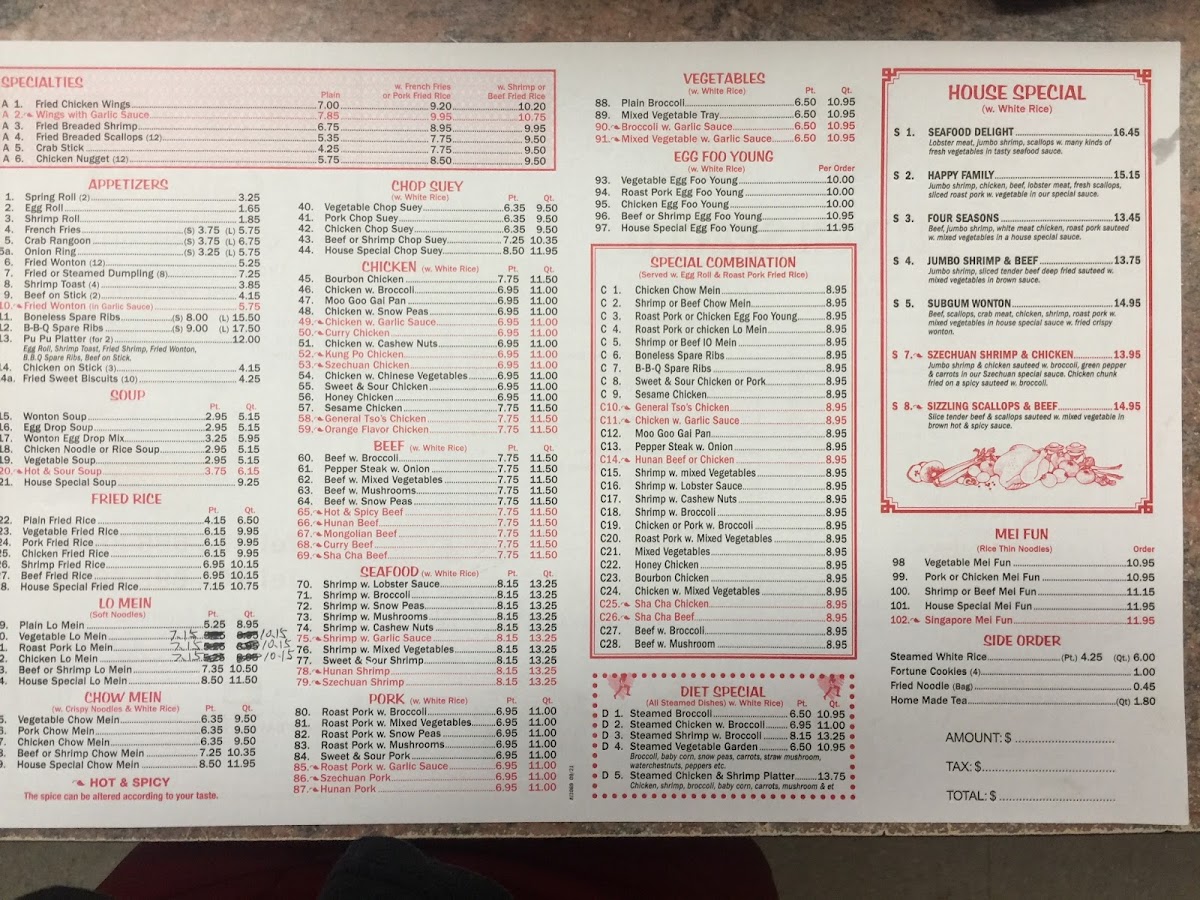 SPECIALTIES
Plain
w. French Fries or Pork Fried Rice
w. Shrimp or Beef Fried Rice
A 1. Fried Chicken Wings 7.00 9.20 10.20
A 2. Wings with Garlic Sauce 7.85 9.95 10.75
A 3. Fried Breaded Shrimp 6.75 8.95 9.95
A 4. Fried Breaded Scallops (12) 5.35 7.75 9.50
A 5. Crab Stick 4.25 7.75 9.50
A 6. Chicken Nugget (12) 5.75 8.50 9.50
APPETIZERS
1. Spring Roll (2) 3.25
2. Egg Roll 1.65
3. Shrimp Roll 1.85
4. French Fries (S) 3.75 (L) 5.75
5. Crab Rangoon (S) 3.75 (L) 6.75
5a. Onion Ring (S) 3.25 (L) 5.75
6. Fried Wonton (12) 5.25
7. Fried or Steamed Dumpling (8) 7.25
8. Shrimp Toast (4) 3.85
9. Beef on Stick (2) 4.15
10. Fried Wonton (in Garlic Sauce) 5.75
11. Boneless Spare Ribs (S) 8.00 (L) 15.50
12. B-B-Q Spare Ribs (S) 9.00 (L) 17.50
13. Pu Pu Platter (for 2) 12.00
Egg Roll, Shrimp Toast, Fried Shrimp, Fried Wonton,
B.B.Q Spare Ribs, Beef on Stick.
4. Chicken on Stick (3) 4.15
4a. Fried Sweet Biscuits (10) 4.25
SOUP
Pt. Qt.
15. Wonton Soup 2.95 5.15
16. Egg Drop Soup 2.95 5.15
17. Wonton Egg Drop Mix 3.25 5.95
18. Chicken Noodle or Rice Soup 2.95 5.15
19. Vegetable Soup 2.95 5.15
20. Hot & Sour Soup 3.75 6.15
21. House Special Soup 9.25
FRIED RICE
Pt. Qt.
22. Plain Fried Rice 4.15 6.50
23. Vegetable Fried Rice 6.15 9.95
24. Pork Fried Rice 6.15 9.95
25. Chicken Fried Rice 6.15 9.95
26. Shrimp Fried Rice 6.95 10.15
7. Beef Fried Rice 6.95 10.15
8. House Special Fried Rice 7.15 10.75
LO MEIN
(Soft Noodles)
Pt. Qt.
9. Plain Lo Mein 5.25 8.95
0. Vegetable Lo Mein 7.15 10.15
1. Roast Pork Lo Mein 7.15 10.15
2. Chicken Lo Mein 7.15 10.15
3. Beef or Shrimp Lo Mein 7.35 10.50
4. House Special Lo Mein 8.50 11.50
CHOW MEIN
(w. Crispy Noodles & White Rice)
Pt. Qt.
5. Vegetable Chow Mein 6.35 9.50
Pork Chow Mein 6.35 9.50
7. Chicken Chow Mein 6.35 9.50
Beef or Shrimp Chow Mein 7.25 10.35
9. House Special Chow Mein 8.50 11.95
HOT & SPICY
The spice can be altered according to your taste.
CHOP SUEY
(w. White Rice)
Pt. Qt.
40. Vegetable Chop Suey 6.35 9.50
41. Pork Chop Suey 6.35 9.50
42. Chicken Chop Suey 6.35 9.50
43. Beef or Shrimp Chop Suey 7.25 10.35
44. House Special Chop Suey 8.50 11.95
CHICKEN (w. White Rice) Pt. Qt.
45. Bourbon Chicken 6.95 11.00
46. Chicken w. Broccoli 6.95 11.00
47. Moo Goo Gai Pan 6.95 11.00
48. Chicken w. Snow Peas 6.95 11.00
49. Chicken w. Garlic Sauce 6.95 11.00
50. Curry Chicken 6.95 11.00
51. Chicken w. Cashew Nuts 6.95 11.00
52. Kung Po Chicken 6.95 11.00
53. Szechuan Chicken 6.95 11.00
54. Chicken w. Chinese Vegetables 6.95 11.00
55. Sweet & Sour Chicken 6.95 11.00
56. Honey Chicken 6.95 11.00
57. Sesame Chicken 7.75 11.50
58. General Tso's Chicken 7.75 11.50
59. Orange Flavor Chicken 7.75 11.50
BEEF (w. White Rice) Pt. Qt.
60. Beef w. Broccoli 7.75 11.50
61. Pepper Steak w. Onion 7.75 11.50
62. Beef w. Mixed Vegetables 7.75 11.50
63. Beef w. Mushrooms 7.75 11.50
64. Beef w. Snow Peas 7.75 11.50
65. Hot & Spicy Beef 7.75 11.50
66. Hunan Beef 7.75 11.50
67. Mongolian Beef 7.75 11.50
68. Curry Beef 7.75 11.50
69. Sha Cha Beef 7.75 11.50
SEAFOOD (w. White Rice) Pt. Qt.
70. Shrimp w. Lobster Sauce 8.15 13.25
71. Shrimp w. Broccoli 8.15 13.25
72. Shrimp w. Snow Peas 8.15 13.25
73. Shrimp w. Mushrooms 8.15 13.25
74. Shrimp w. Cashew Nuts 8.15 13.25
75. Shrimp w. Garlic Sauce 8.15 13.25
76. Shrimp w. Mixed Vegetables 8.15 13.25
77. Sweet & Sour Shrimp 8.15 13.25
78. Hunan Shrimp 8.15 13.25
79. Szechuan Shrimp 8.15 13.25
PORK (w. White Rice) Pt. Qt.
80. Roast Pork w. Broccoli 6.95 11.00
81. Roast Pork w. Mixed Vegetables 6.95 11.00
82. Roast Pork w. Snow Peas 6.95 11.00
83. Roast Pork w. Mushrooms 6.95 11.00
84. Sweet & Sour Pork 6.95 11.00
85. Roast Pork w. Garlic Sauce 6.95 11.00
86. Szechuan Pork 6.95 11.00
87. Hunan Pork 6.95 11.00
VEGETABLES
(w. White Rice) Pt. Qt.
88. Plain Broccoli 6.50 10.95
89. Mixed Vegetable Tray 6.50 10.95
90. Broccoli w. Garlic Sauce 6.50 10.95
91. Mixed Vegetable w. Garlic Sauce 6.50 10.95
EGG FOO YOUNG
(w. White Rice) Per Order
93. Vegetable Egg Foo Young 10.00
94. Roast Pork Egg Foo Young 10.00
95. Chicken Egg Foo Young 10.00
96. Beef or Shrimp Egg Foo Young 10.95
97. House Special Egg Foo Young 11.95
SPECIAL COMBINATION
(Served w. Egg Roll & Roast Pork Fried Rice)
C 1. Chicken Chow Mein 8.95
C 2. Shrimp or Beef Chow Mein 8.95
C 3. Roast Pork or Chicken Egg Foo Young 8.95
C 4. Roast Pork or chicken Lo Mein 8.95
C 5. Shrimp or Beef lO Mein 8.95
C 6. Boneless Spare Ribs 8.95
C 7. B-B-Q Spare Ribs 8.95
C 8. Sweet & Sour Chicken or Pork 8.95
C 9. Sesame Chicken 8.95
C10. General Tso's Chicken 8.95
C11. Chicken w. Garlic Sauce 8.95
C12. Moo Goo Gai Pan 8.95
C13. Pepper Steak w. Onion 8.95
C14. Hunan Beef or Chicken 8.95
C15. Shrimp w. mixed Vegetables 8.95
C16. Shrimp w. Lobster Sauce 8.95
C17. Shrimp w. Cashew Nuts 8.95
C18. Shrimp w. Broccoli 8.95
C19. Chicken or Pork w. Broccoli 8.95
C20. Roast Pork w. Mixed Vegetables 8.95
C21. Mixed Vegetables 8.95
C22. Honey Chicken 8.95
C23. Bourbon Chicken 8.95
C24. Chicken w. Mixed Vegetables 8.95
C25. Sha Cha Chicken 8.95
C26. Sha Cha Beef 8.95
C27. Beef w. Broccoli 8.95
C28. Beef w. Mushroom 8.95
DIET SPECIAL
(All Steamed Dishes) w. White Rice) Pt. Qt.
D 1. Steamed Broccoli 6.50 10.95
D 2. Steamed Chicken w. Broccoli 6.95 11.00
D 3. Steamed Shrimp w. Broccoli 8.15 13.25
D 4. Steamed Vegetable Garden 6.50 10.95
Broccoli, baby corn, snow peas, carrots, straw mushroom,
waterchestnuts, peppers etc.
D 5. Steamed Chicken & Shrimp Platter 13.75
Chicken, shrimp, broccoli, baby corn, carrots, mushroom & et
HOUSE SPECIAL
(w. White Rice)
S 1. SEAFOOD DELIGHT 16.45
Lobster meat, jumbo shrimp, scallops w. many kinds of
fresh vegetables in tasty seafood sauce.
S 2. HAPPY FAMILY 15.15
Jumbo shrimp, chicken, beef, lobster meat, fresh scallops,
sliced roast pork w. vegetable in our special sauce.
S 3. FOUR SEASONS 13.45
Beef, jumbo shrimp, white meat chicken, roast pork sauteed
w. mixed vegetables in a house special sauce.
S 4. JUMBO SHRIMP & BEEF 13.75
Jumbo shrimp, sliced tender beef deep fried sauteed w.
mixed vegetables in brown sauce.
S 5. SUBGUM WONTON 14.95
Beef, scallops, crab meat, chicken, shrimp, roast pork w.
mixed vegetables in house special sauce w. fried crispy
wonton.
S 7. SZECHUAN SHRIMP & CHICKEN 13.95
Jumbo shrimp & chicken sauteed w. broccoli, green pepper
& carrots in our Szechuan special sauce. Chicken chunk
fried on a spicy sauteed w. broccoli.
S 8. SIZZLING SCALLOPS & BEEF 14.95
Slice tender beef & scallops sauteed w. mixed vegetable in
brown hot & spicy sauce.
MEI FUN
(Rice Thin Noodles) Order
98 Vegetable Mei Fun 10.95
99. Pork or Chicken Mei Fun 10.95
100. Shrimp or Beef Mei Fun 11.15
101. House Special Mei Fun 11.95
102. Singapore Mei Fun 11.95
SIDE ORDER
Steamed White Rice (Pt.) 4.25 (Qt.) 6.00
Fortune Cookies (4) 1.00
Fried Noodle (Bag) 0.45
Home Made Tea (Qt) 1.80
AMOUNT: $
TAX: $
TOTAL: $